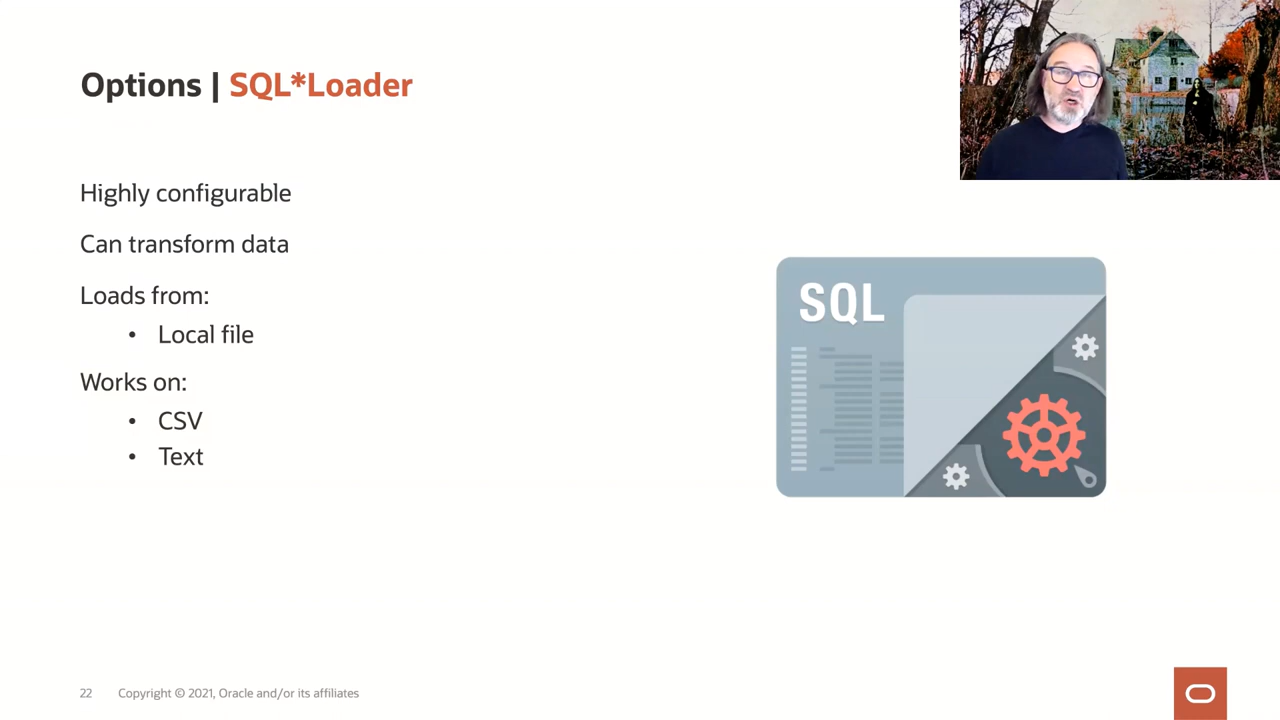 Options | SQL*Loader
Highly configurable
Can transform data
Loads from:
• Local file
Works on:
• CSV
• Text
SQL
22 Copyright © 2021, Oracle and/or its affiliates